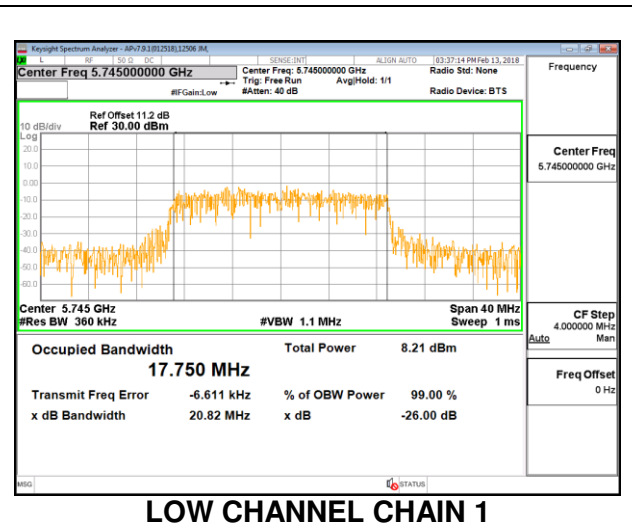 Keysight Spectrum Analyzer - APv7.9.1(012518),12506 JM,
L RF 50 Ω DC SENSE:INT ALIGN AUTO 03:37:14 PM Feb 13, 2018
Center Freq 5.745000000 GHz Center Freq: 5.745000000 GHz Radio Std: None Frequency
Trig: Free Run Avg|Hold: 1/1
#IFGain:Low #Atten: 40 dB Radio Device: BTS
Ref Offset 11.2 dB
10 dB/div Ref 30.00 dBm
Log
20.0
10.0
0.00
-10.0
-20.0
-30.0
-40.0
-50.0
-60.0
Center 5.745 GHz Span 40 MHz
#Res BW 360 kHz #VBW 1.1 MHz Sweep 1 ms
Center Freq
5.745000000 GHz
CF Step
4.000000 MHz
Auto Man
Freq Offset
0 Hz
Occupied Bandwidth Total Power 8.21 dBm
17.750 MHz
Transmit Freq Error -6.611 kHz % of OBW Power 99.00 %
x dB Bandwidth 20.82 MHz x dB -26.00 dB
MSG STATUS
LOW CHANNEL CHAIN 1